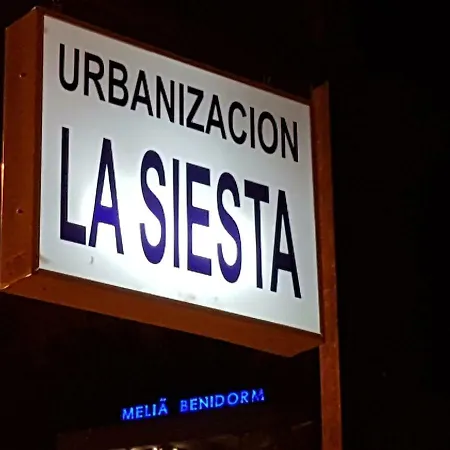 URBANIZACION
LA SIESTA
MELIÃ BENIDORM